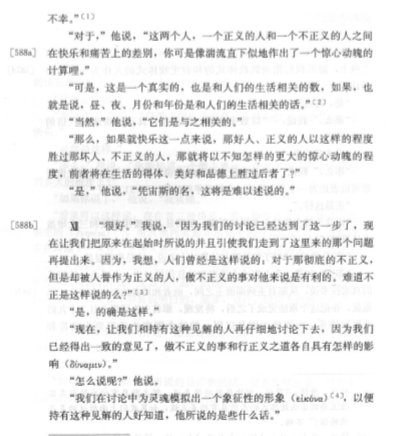 不幸。”⁽¹⁾
“对于，”他说，“这两个人，一个正义的人和一个不正义的人之间
[588a] 在快乐和痛苦上的差别，你可是像湍流直下似地作出了一个惊心动魄的
计算哩。”
“可是，这是一个真实的，也是和人们的生活相关的数，如果，也
就是说，昼、夜、月份和年份是和人们的生活相关的话。”⁽²⁾
“当然，”他说，“它们是与之相关的。”
“那么，如果就快乐这一点来说，那好人、正义的人以这样的程度
胜过那坏人、不正义的人，那就将以不知怎样的更大的惊心动魄的程
度，前者将在生活的得体、美好和品德上胜过后者了？”
“是，”他说，“凭宙斯的名，这将是难以述说的。”
[588b] Ⅻ “很好。”我说，“因为我们的讨论已经达到了这一步了，现
在让我们把原来在起始时所说的并且引使我们走到了这里来的那个问题
再提出来。因为，我想，人们曾经是这样说的：对于那彻底的不正义，
但是却被人誉作为正义的人，做不正义的事对他来说是有利的。难道不
正是这样说的么？”⁽³⁾
“是，的确是这样。”
“现在，让我们和持有这种见解的人再仔细地讨论下去，因为我们
已经得出一致的意见了，做不正义的事和行正义之道各自具有怎样的影
响（δύναμιν）。”
“怎么说呢？”他说。
“我们在讨论中为灵魂模拟出一个象征性的形象（εἰκόνα）⁽⁴⁾，以便
持有这种见解的人好知道，他所说的是些什么话。”